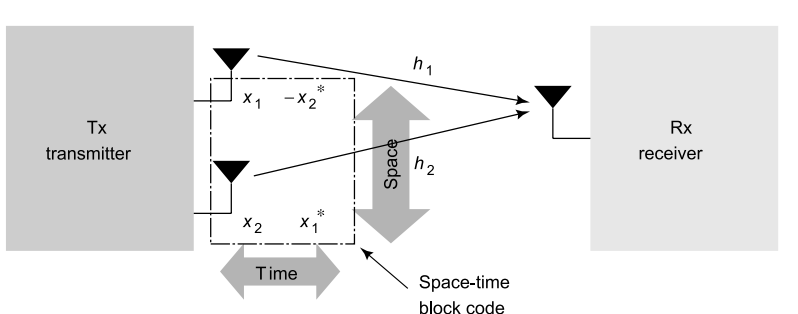 h1
x1 −x2*
Tx
transmitter
Rx
receiver
Space
h2
x2 x1*
Time
Space-time
block code